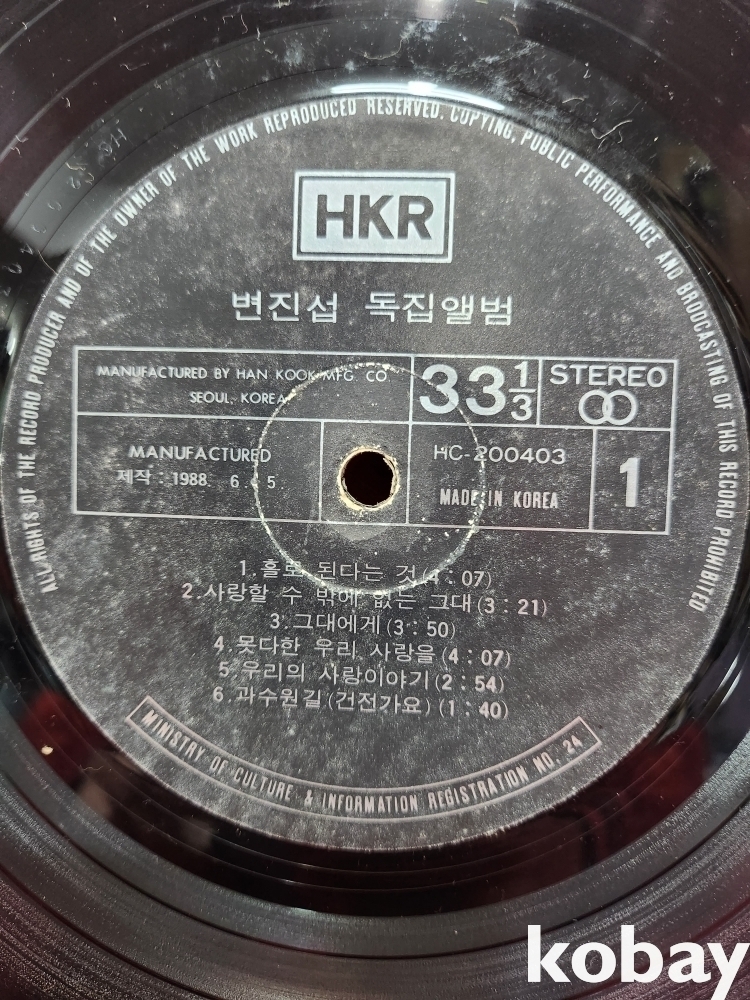 ALL RIGHTS OF THE RECORD PRODUCER AND OF THE OWNER OF THE WORK REPRODUCED RESERVED. COPYING, PUBLIC PERFORMANCE AND BRODCASTING OF THIS RECORD PROHIBITED
HKR
변진섭 독집앨범
MANUFACTURED BY HAN KOOK MFG. CO
SEOUL, KOREA
33 1/3
STEREO
MANUFACTURED
제작 : 1988. 6. 5.
HC-200403
MADE IN KOREA
1
1.홀로 된다는 것(4 : 07)
2.사랑할 수 밖에 없는 그대(3 : 21)
3.그대에게(3 : 50)
4.못다한 우리 사랑을(4 : 07)
5.우리의 사랑이야기(2 : 54)
6.과수원길(건전가요)(1 : 40)
MINISTRY OF CULTURE & INFORMATION REGISTRATION NO. 24
kobay